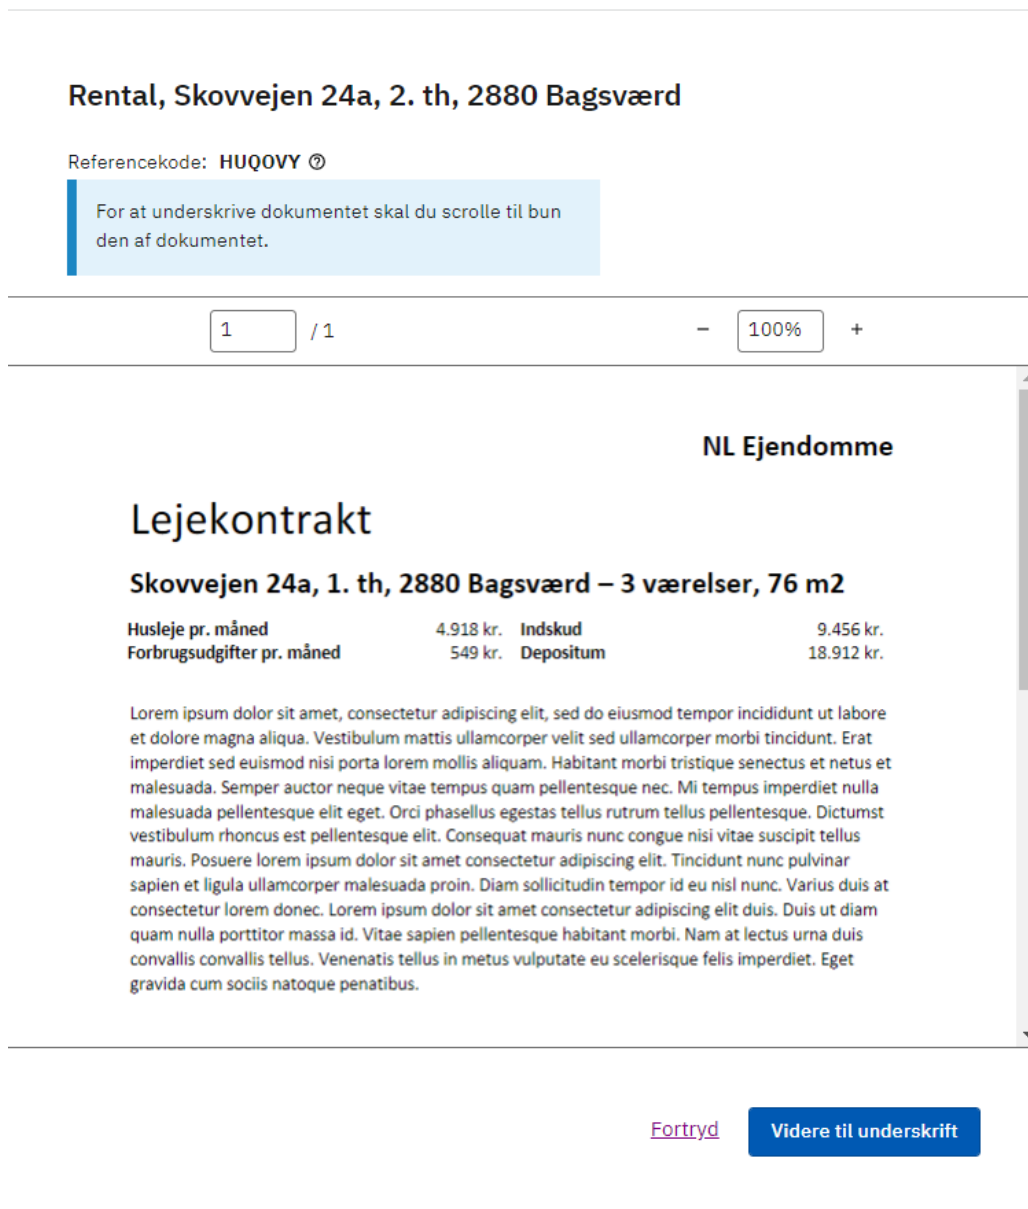 Rental, Skovvejen 24a, 2. th, 2880 Bagsværd
Referencekode: HUQOVY
For at underskrive dokumentet skal du scrolle til bun
den af dokumentet.
1 / 1 − 100% +
NL Ejendomme
Lejekontrakt
Skovvejen 24a, 1. th, 2880 Bagsværd – 3 værelser, 76 m2
Husleje pr. måned 4.918 kr. Indskud 9.456 kr.
Forbrugsudgifter pr. måned 549 kr. Depositum 18.912 kr.
Lorem ipsum dolor sit amet, consectetur adipiscing elit, sed do eiusmod tempor incididunt ut labore
et dolore magna aliqua. Vestibulum mattis ullamcorper velit sed ullamcorper morbi tincidunt. Erat
imperdiet sed euismod nisi porta lorem mollis aliquam. Habitant morbi tristique senectus et netus et
malesuada. Semper auctor neque vitae tempus quam pellentesque nec. Mi tempus imperdiet nulla
malesuada pellentesque elit eget. Orci phasellus egestas tellus rutrum tellus pellentesque. Dictumst
vestibulum rhoncus est pellentesque elit. Consequat mauris nunc congue nisi vitae suscipit tellus
mauris. Posuere lorem ipsum dolor sit amet consectetur adipiscing elit. Tincidunt nunc pulvinar
sapien et ligula ullamcorper malesuada proin. Diam sollicitudin tempor id eu nisl nunc. Varius duis at
consectetur lorem donec. Lorem ipsum dolor sit amet consectetur adipiscing elit duis. Duis ut diam
quam nulla porttitor massa id. Vitae sapien pellentesque habitant morbi. Nam at lectus urna duis
convallis convallis tellus. Venenatis tellus in metus vulputate eu scelerisque felis imperdiet. Eget
gravida cum sociis natoque penatibus.
Fortryd Videre til underskrift